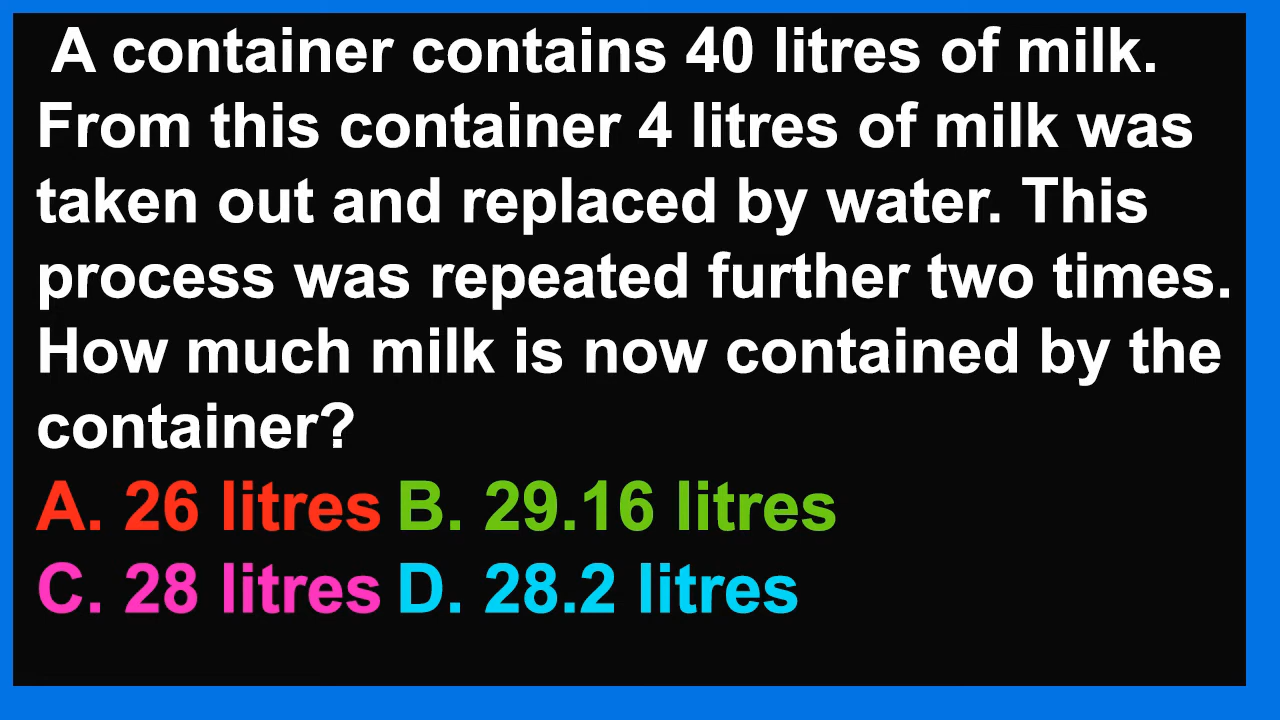 A container contains 40 litres of milk.
From this container 4 litres of milk was
taken out and replaced by water. This
process was repeated further two times.
How much milk is now contained by the
container?
A. 26 litres B. 29.16 litres
C. 28 litres D. 28.2 litres